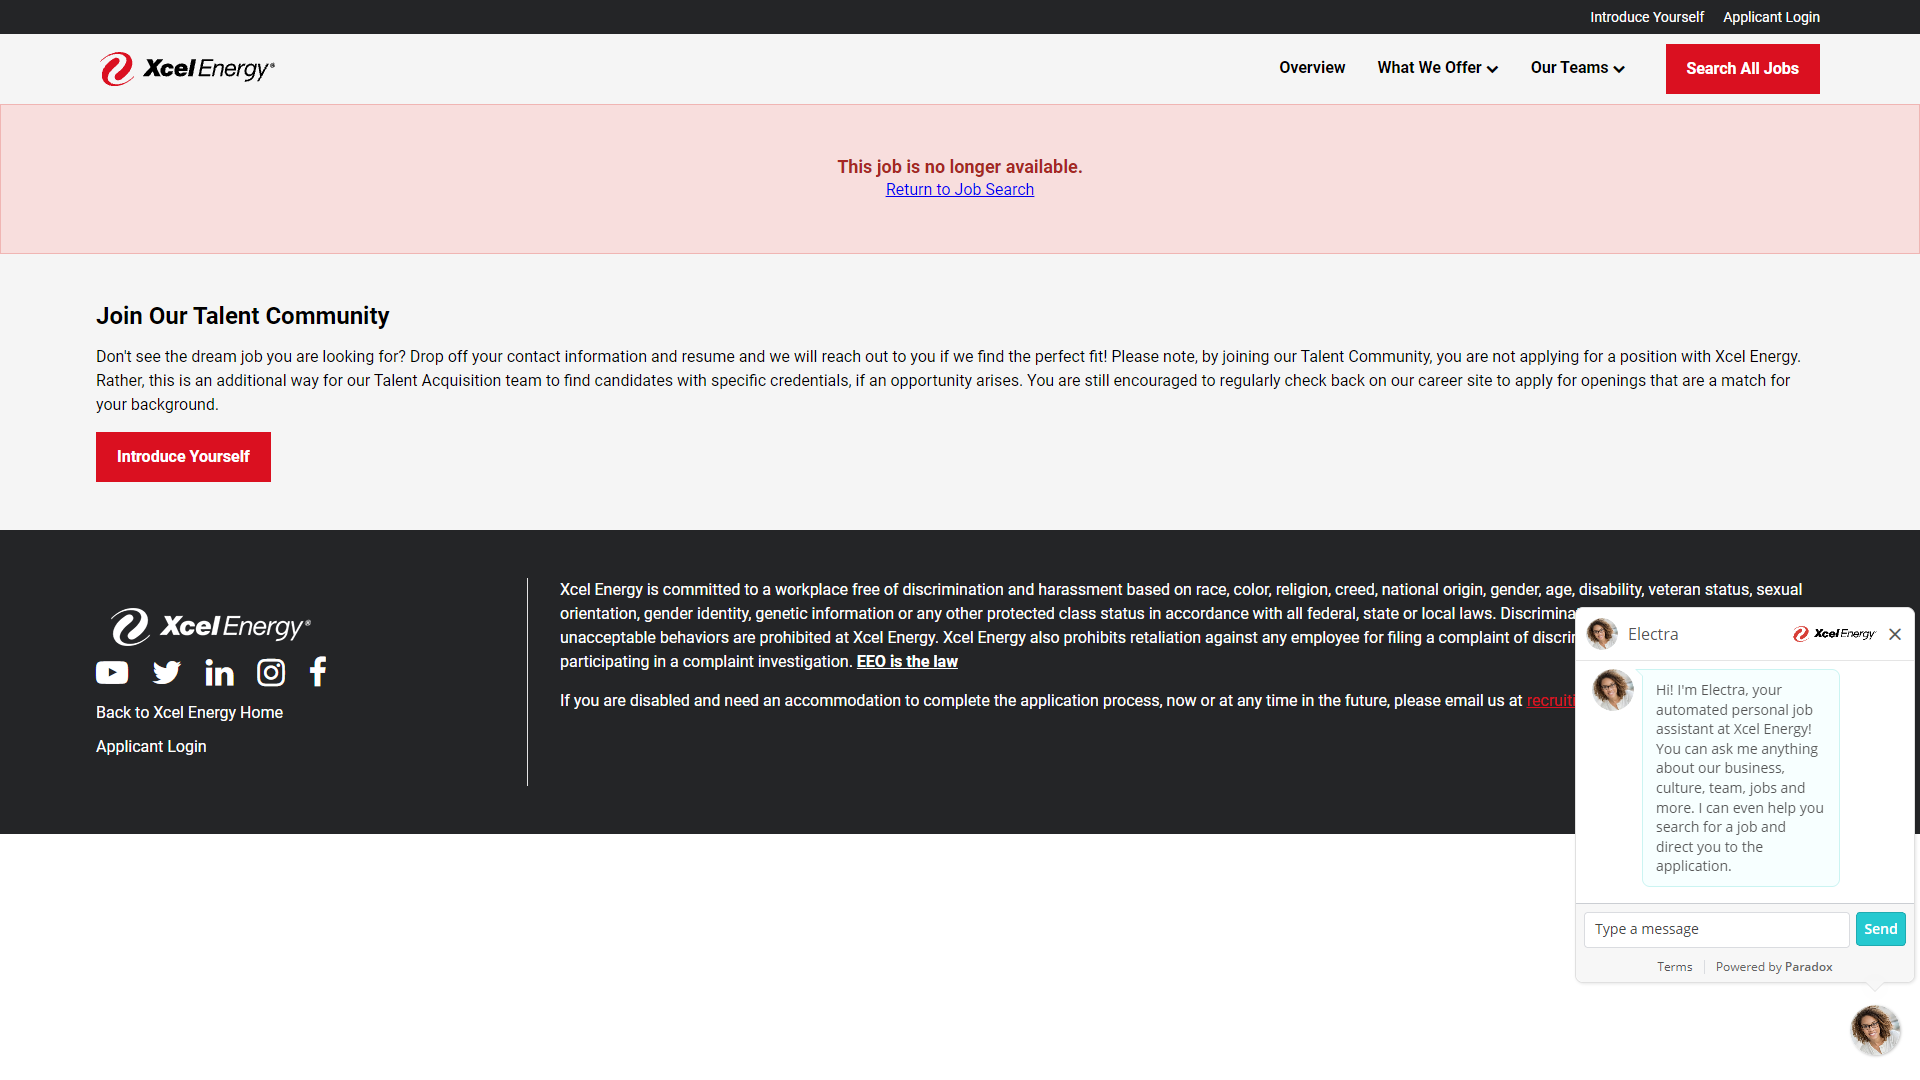 Introduce Yourself Applicant Login
Xcel Energy®
Overview What We Offer Our Teams Search All Jobs
This job is no longer available.
Return to Job Search
Join Our Talent Community
Don't see the dream job you are looking for? Drop off your contact information and resume and we will reach out to you if we find the perfect fit! Please note, by joining our Talent Community, you are not applying for a position with Xcel Energy.
Rather, this is an additional way for our Talent Acquisition team to find candidates with specific credentials, if an opportunity arises. You are still encouraged to regularly check back on our career site to apply for openings that are a match for
your background.
Introduce Yourself
Xcel Energy®
Back to Xcel Energy Home
Applicant Login
Xcel Energy is committed to a workplace free of discrimination and harassment based on race, color, religion, creed, national origin, gender, age, disability, veteran status, sexual
orientation, gender identity, genetic information or any other protected class status in accordance with all federal, state or local laws.
unacceptable behaviors are prohibited at Xcel Energy. Xcel Energy also prohibits retaliation against any employee for filing a complaint of
participating in a complaint investigation. EEO is the law
If you are disabled and need an accommodation to complete the application process, now or at any time in the future, please email us at
Electra
Xcel Energy
Hi! I'm Electra, your
automated personal job
assistant at Xcel Energy!
You can ask me anything
about our business,
culture, team, jobs and
more. I can even help you
search for a job and
direct you to the
application.
Type a message
Send
Terms Powered by Paradox